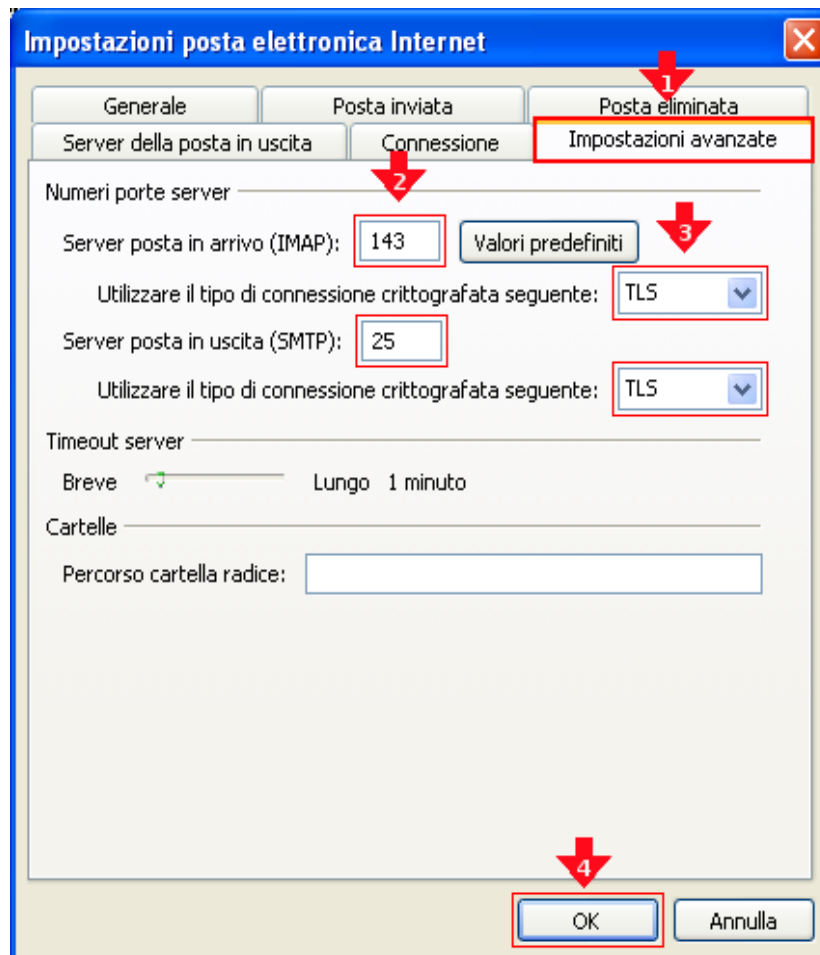 Impostazioni posta elettronica Internet
1
Generale Posta inviata Posta eliminata
Server della posta in uscita Connessione Impostazioni avanzate
2
Numeri porte server
3
Server posta in arrivo (IMAP): 143 Valori predefiniti
Utilizzare il tipo di connessione crittografata seguente: TLS
Server posta in uscita (SMTP): 25
Utilizzare il tipo di connessione crittografata seguente: TLS
Timeout server
Breve Lungo 1 minuto
Cartelle
Percorso cartella radice:
4
OK Annulla